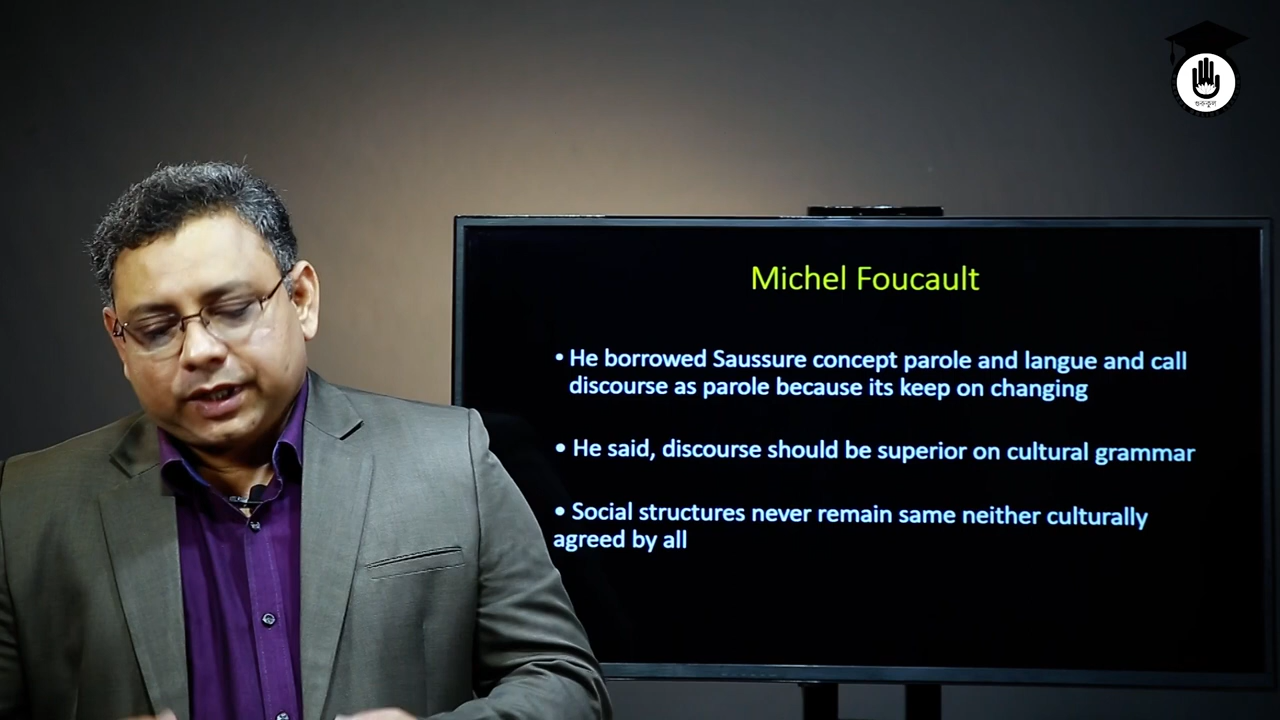 গুরুকুল
Michel Foucault
• He borrowed Saussure concept parole and langue and call
discourse as parole because its keep on changing
• He said, discourse should be superior on cultural grammar
• Social structures never remain same neither culturally
agreed by all